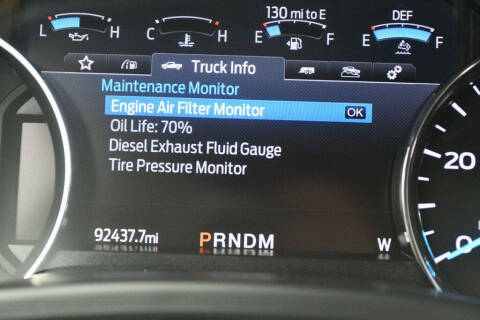 130 mi to E
DEF
L H
C H
E F
E F
Truck Info
Maintenance Monitor
Engine Air Filter Monitor OK
Oil Life: 70%
Diesel Exhaust Fluid Gauge
Tire Pressure Monitor
92437.7mi
PRNDM
W
20
0